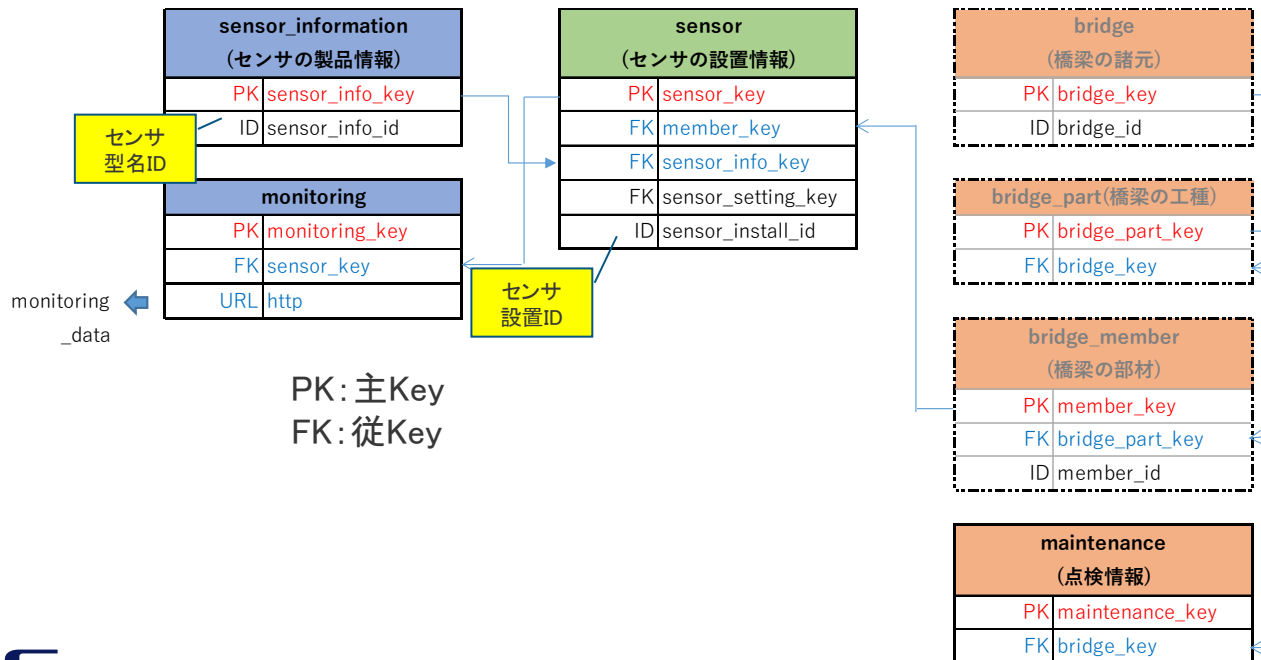 sensor_information
(センサの製品情報)
PK sensor_info_key
ID sensor_info_id
センサ
型名ID
monitoring
PK monitoring_key
FK sensor_key
URL http
monitoring
_data
PK:主Key
FK:従Key
sensor
(センサの設置情報)
PK sensor_key
FK member_key
FK sensor_info_key
FK sensor_setting_key
ID sensor_install_id
センサ
設置ID
bridge
(橋梁の諸元)
PK bridge_key
ID bridge_id
bridge_part(橋梁の工種)
PK bridge_part_key
FK bridge_key
bridge_member
(橋梁の部材)
PK member_key
FK bridge_part_key
ID member_id
maintenance
(点検情報)
PK maintenance_key
FK bridge_key